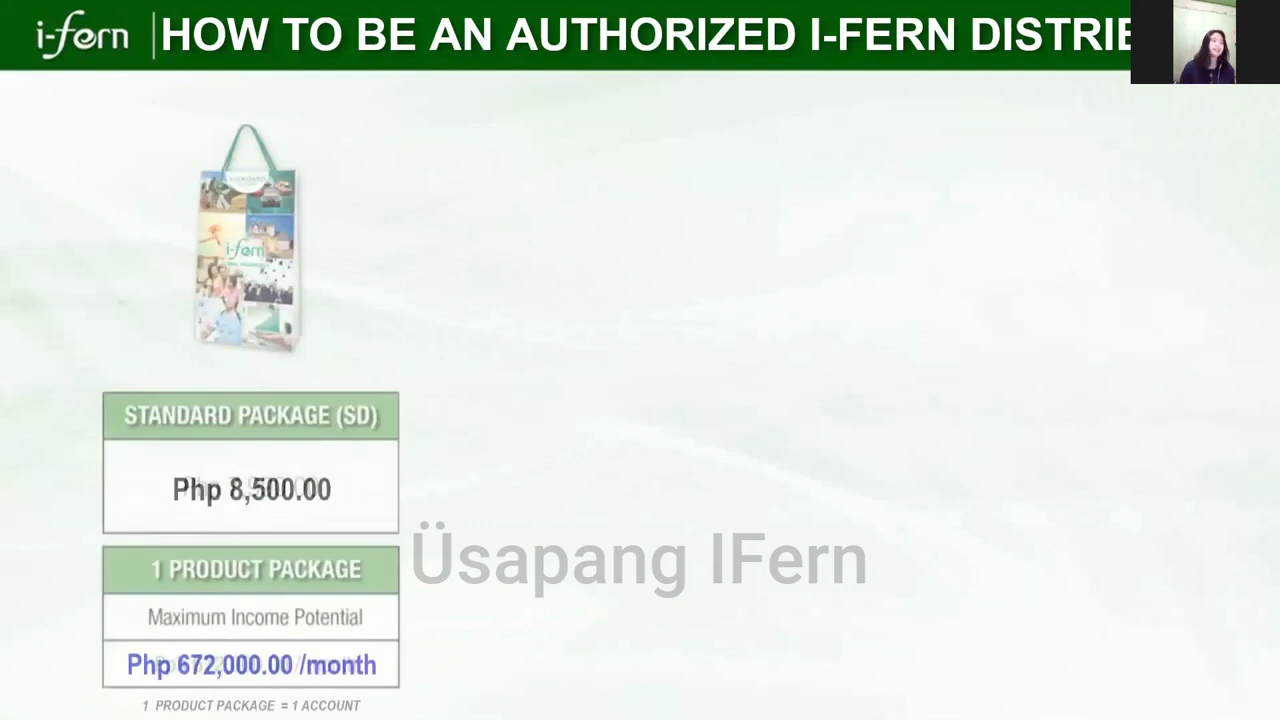 i-fern
HOW TO BE AN AUTHORIZED I-FERN
i-fern
STANDARD PACKAGE (SD)
Php 8,500.00
1 PRODUCT PACKAGE
Maximum Income Potential
Php 672,000.00 /month
1 PRODUCT PACKAGE = 1 ACCOUNT
Üsapang IFern